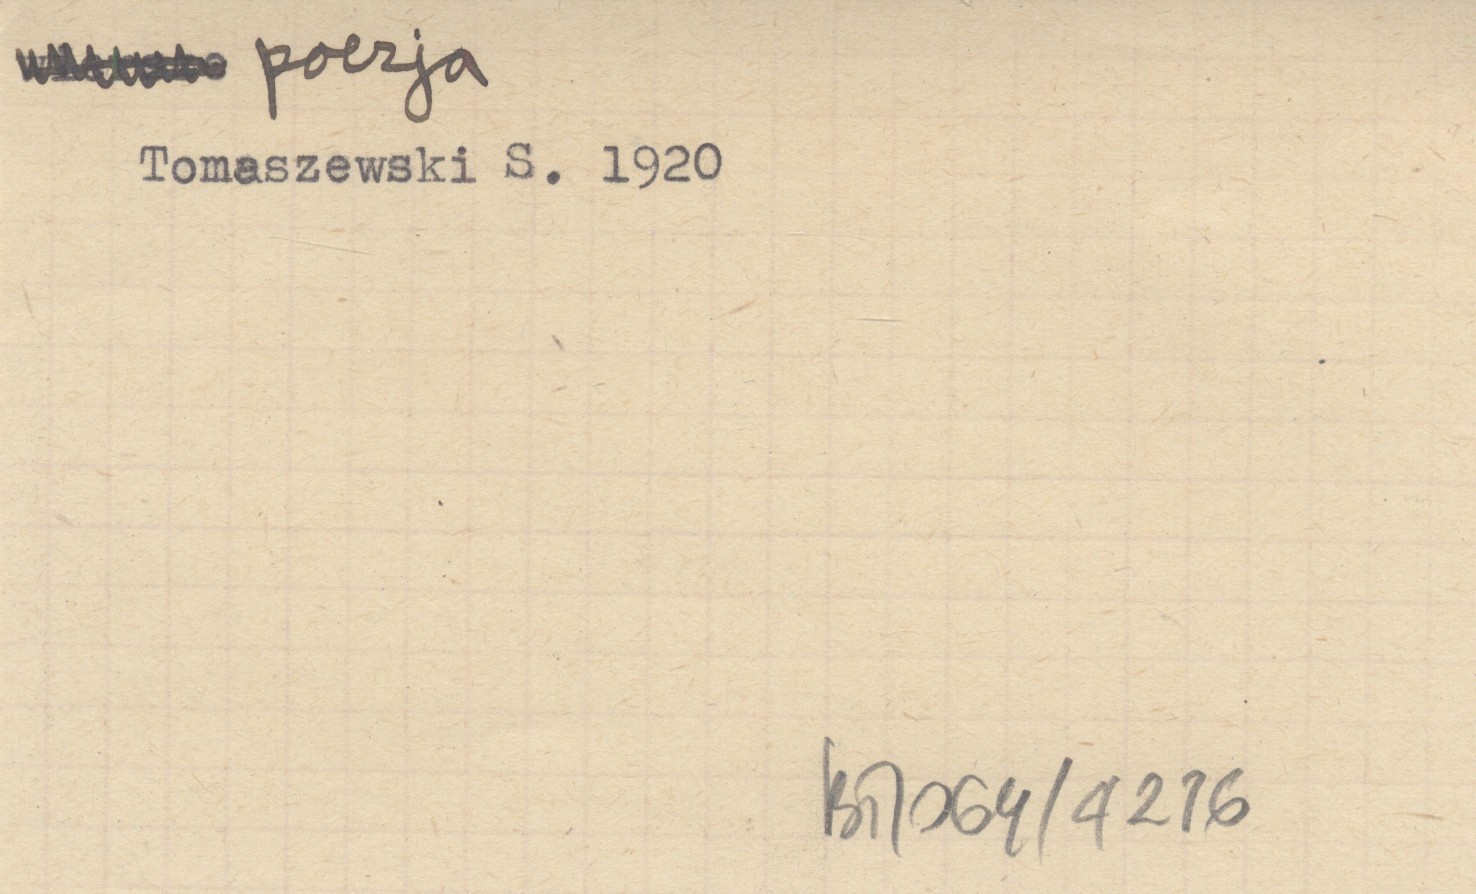 poezja
Tomaszewski S. 1920
BN/064/4216